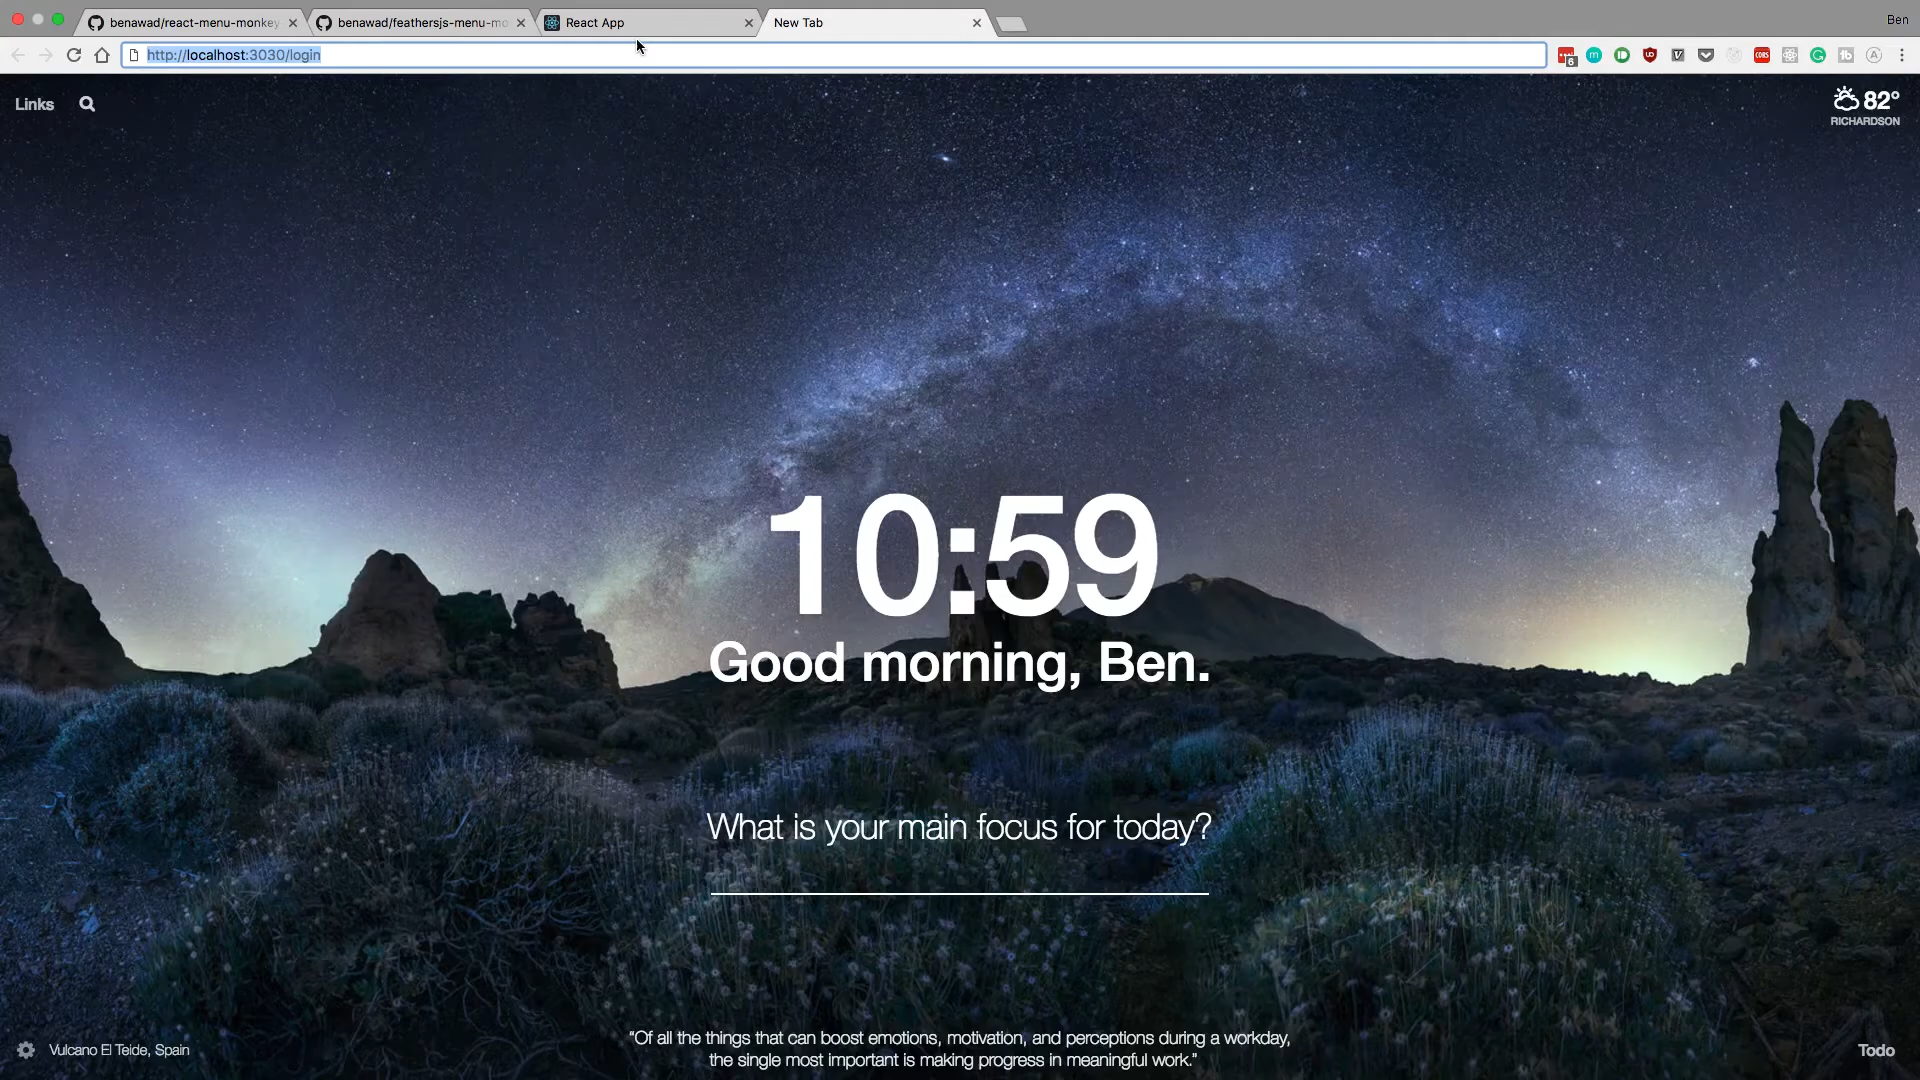 benawad/react-menu-monkey
benawad/feathersjs-menu-mo
React App
New Tab
Ben
http://localhost:3030/login
6
Links
82°
RICHARDSON
10:59
Good morning, Ben.
What is your main focus for today?
"Of all the things that can boost emotions, motivation, and perceptions during a workday,
the single most important is making progress in meaningful work."
Vulcano El Teide, Spain
Todo